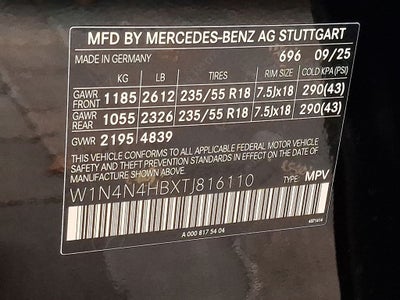 MFD BY MERCEDES-BENZ AG STUTTGART
MADE IN GERMANY 696 09/25
KG LB TIRES RIM SIZE COLD KPA (PSI)
GAWR FRONT 1185 2612 235/55 R18 7.5Jx18 290(43)
GAWR REAR 1055 2326 235/55 R18 7.5Jx18 290(43)
GVWR 2195 4839
THIS VEHICLE CONFORMS TO ALL APPLICABLE FEDERAL MOTOR VEHICLE
SAFETY AND THEFT PREVENTION STANDARDS IN EFFECT ON THE DATE
OF MANUFACTURE SHOWN ABOVE.
W1N4N4HBXTJ816110 TYPE: MPV
A 000 817 54 04